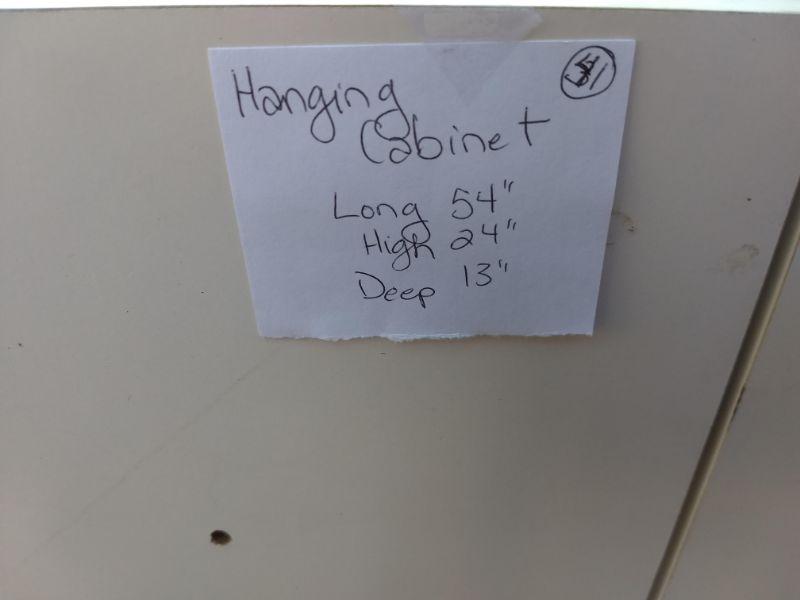 Hanging
Cabinet
Long 54"
High 24"
Deep 13"